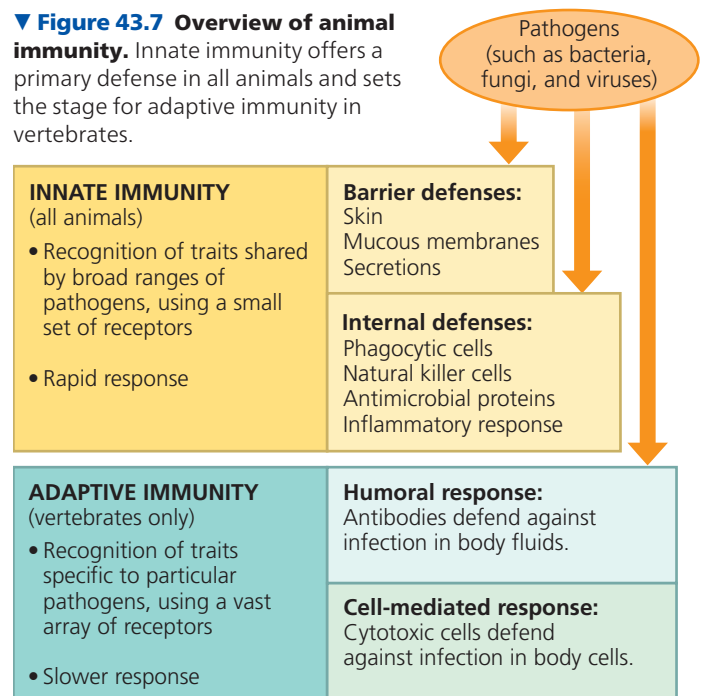 ▼ Figure 43.7 Overview of animal
immunity. Innate immunity offers a
primary defense in all animals and sets
the stage for adaptive immunity in
vertebrates.
Pathogens
(such as bacteria,
fungi, and viruses)
INNATE IMMUNITY
(all animals)
• Recognition of traits shared
by broad ranges of
pathogens, using a small
set of receptors
• Rapid response
Barrier defenses:
Skin
Mucous membranes
Secretions
Internal defenses:
Phagocytic cells
Natural killer cells
Antimicrobial proteins
Inflammatory response
ADAPTIVE IMMUNITY
(vertebrates only)
• Recognition of traits
specific to particular
pathogens, using a vast
array of receptors
• Slower response
Humoral response:
Antibodies defend against
infection in body fluids.
Cell-mediated response:
Cytotoxic cells defend
against infection in body cells.